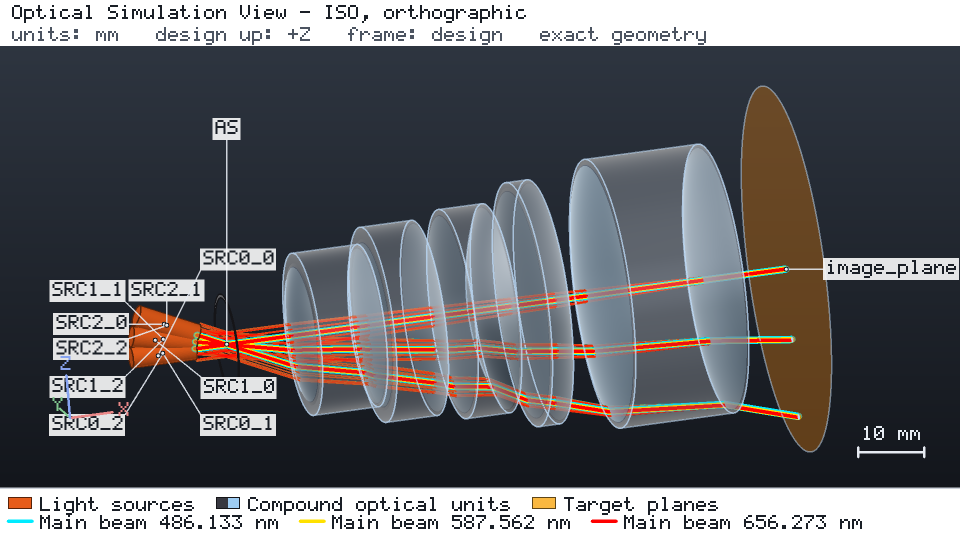 Optical Simulation View - ISO, orthographic
units: mm   design up: +Z   frame: design   exact geometry
AS
SRC0_0
image_plane
SRC1_1
SRC2_1
SRC2_0
SRC2_2
Z
SRC1_2
SRC1_0
Y
X
SRC0_2
SRC0_1
10 mm
Light sources
Compound optical units
Target planes
Main beam 486.133 nm
Main beam 587.562 nm
Main beam 656.273 nm